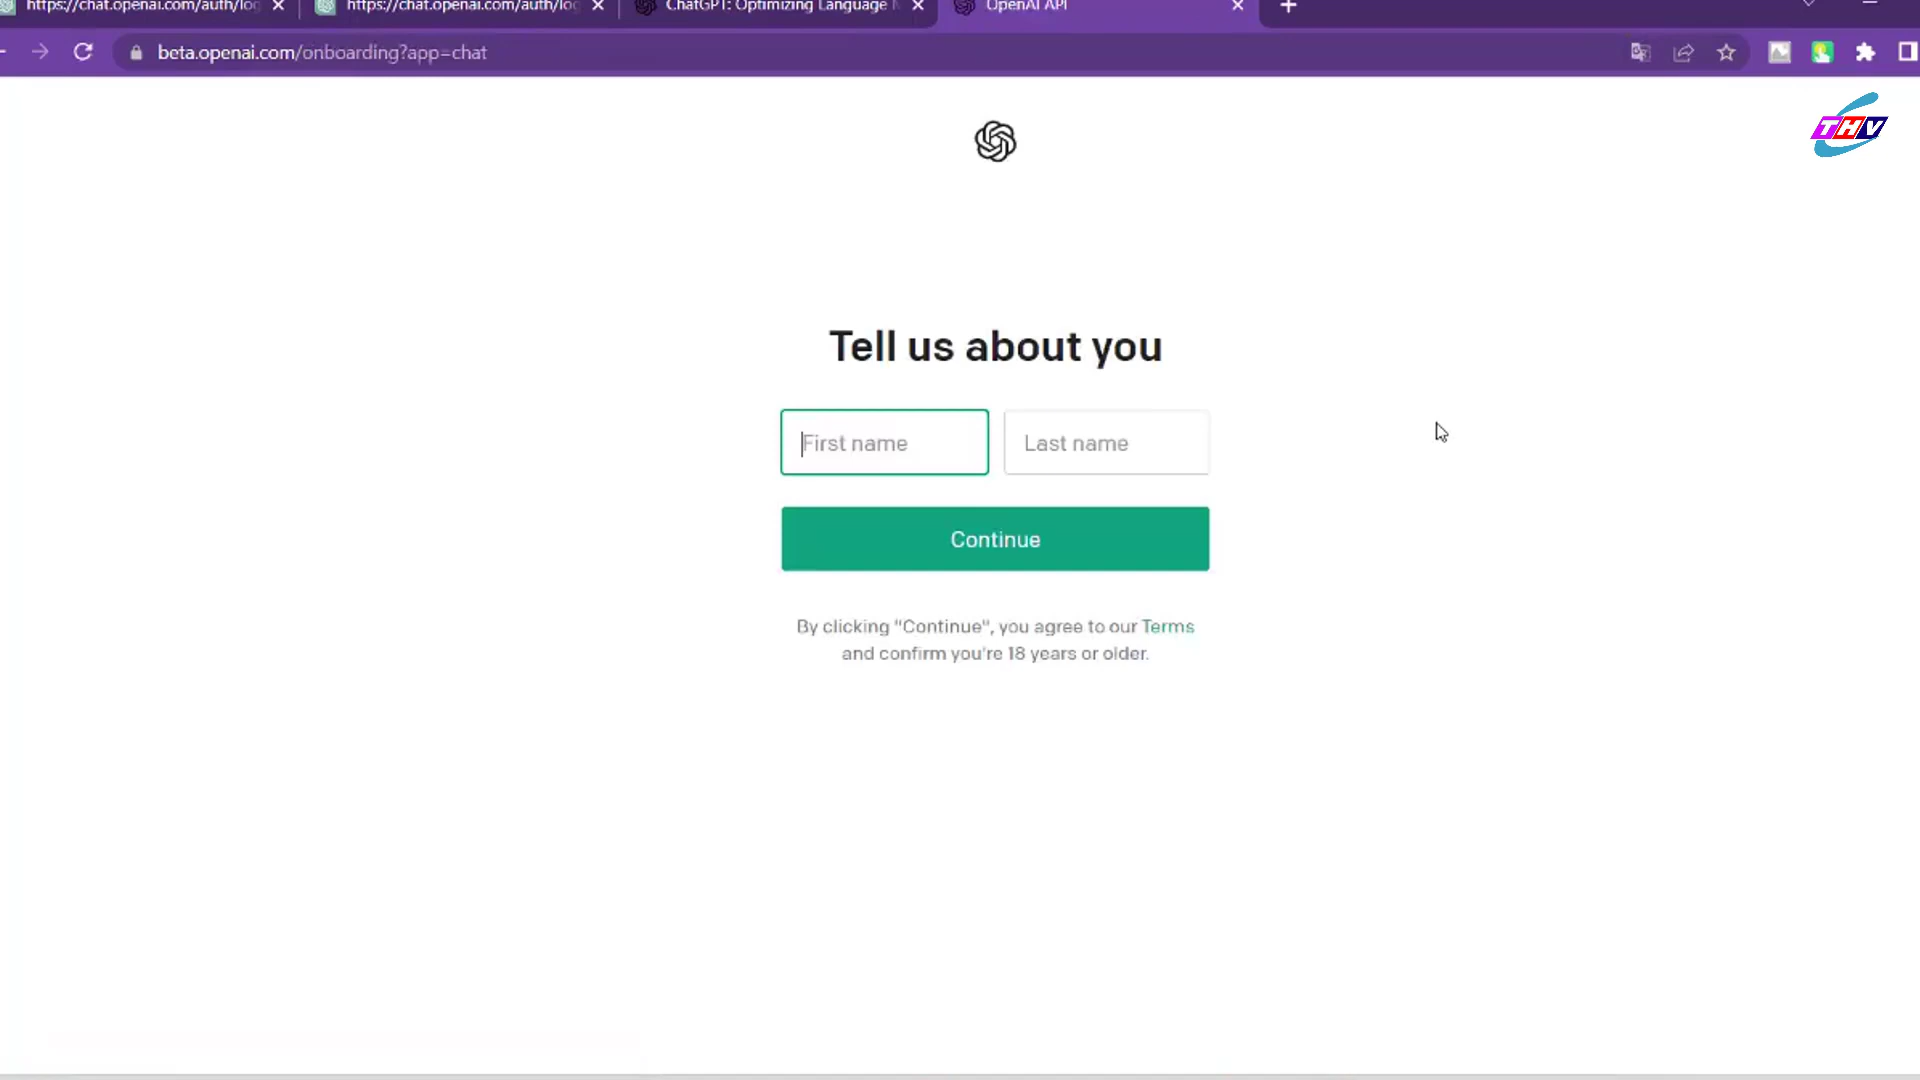 https://chat.openai.com/auth/log
https://chat.openai.com/auth/log
ChatGPT: Optimizing Language
OpenAI API
beta.openai.com/onboarding?app=chat
THV
Tell us about you
First name
Last name
Continue
By clicking "Continue", you agree to our Terms
and confirm you're 18 years or older.